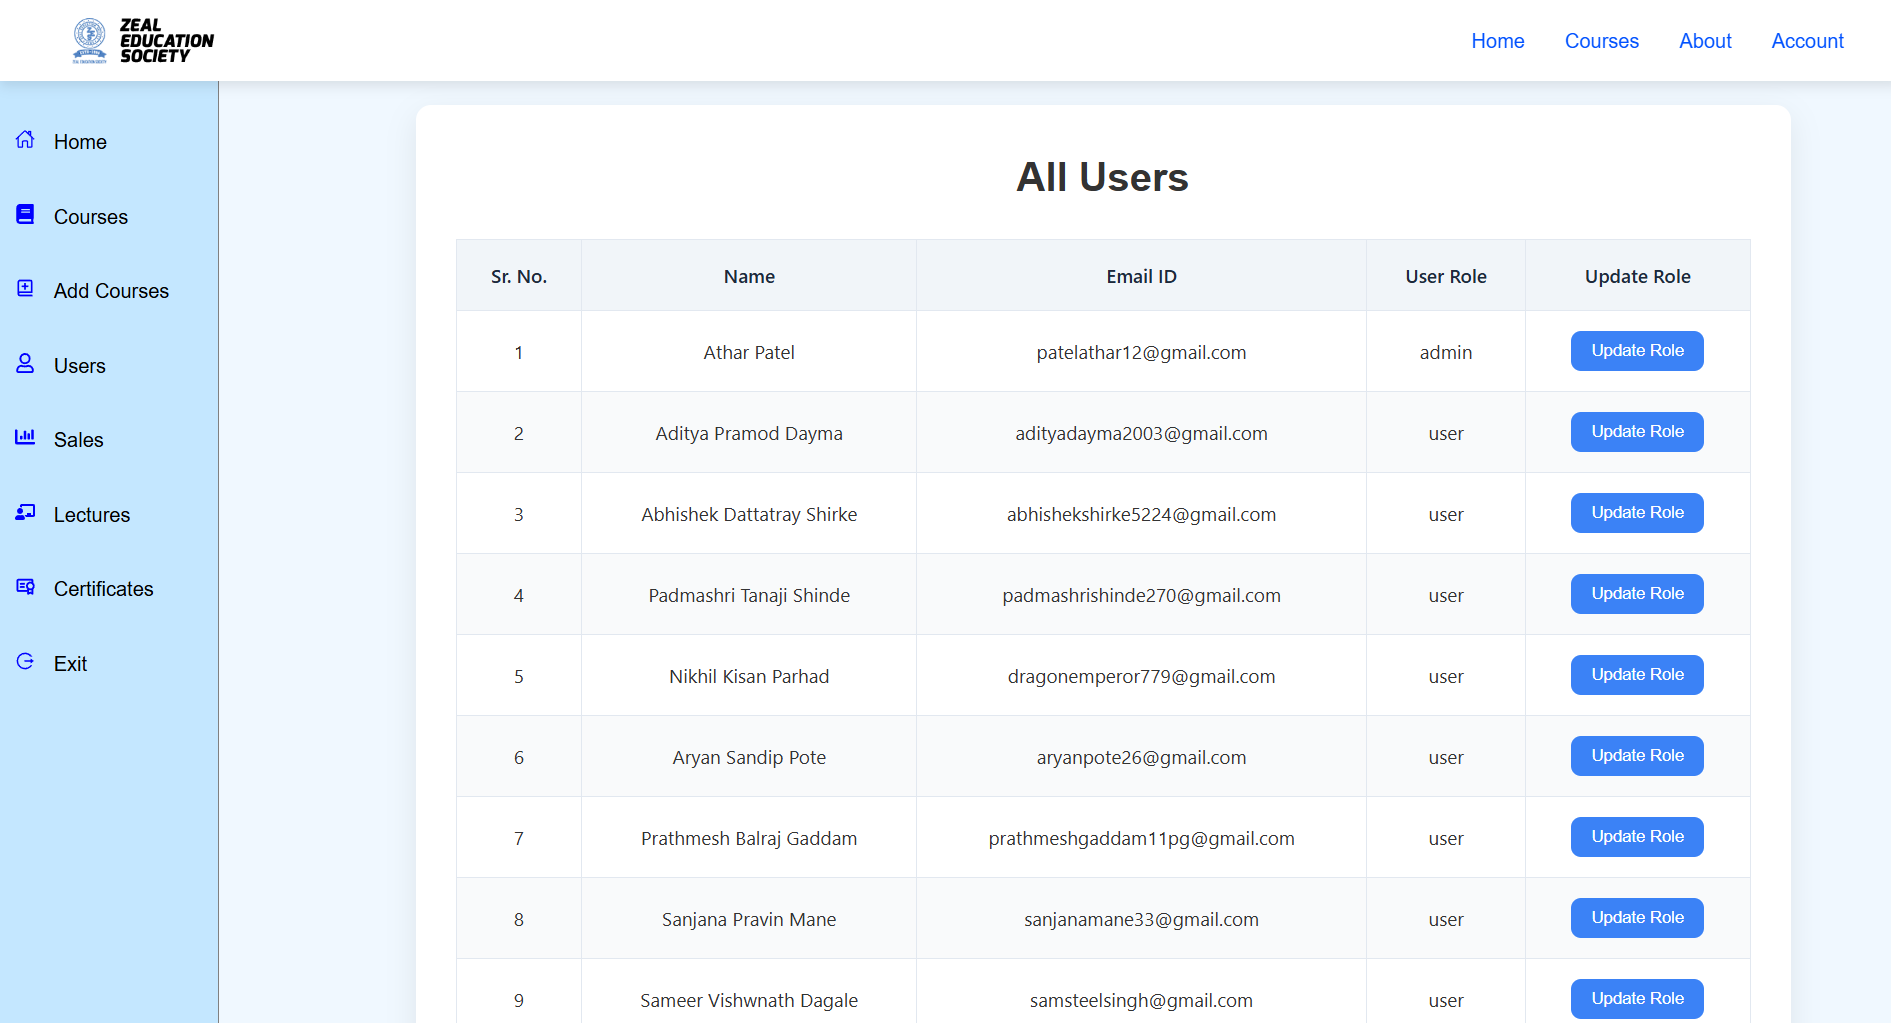 ZEAL
EDUCATION
SOCIETY
Home Courses About Account
Home
Courses
Add Courses
Users
Sales
Lectures
Certificates
Exit
All Users
Sr. No. Name Email ID User Role Update Role
1 Athar Patel patelathar12@gmail.com admin Update Role
2 Aditya Pramod Dayma adityadayma2003@gmail.com user Update Role
3 Abhishek Dattatray Shirke abhishekshirke5224@gmail.com user Update Role
4 Padmashri Tanaji Shinde padmashrishinde270@gmail.com user Update Role
5 Nikhil Kisan Parhad dragonemperor779@gmail.com user Update Role
6 Aryan Sandip Pote aryanpote26@gmail.com user Update Role
7 Prathmesh Balraj Gaddam prathmeshgaddam11pg@gmail.com user Update Role
8 Sanjana Pravin Mane sanjanamane33@gmail.com user Update Role
9 Sameer Vishwnath Dagale samsteelsingh@gmail.com user Update Role